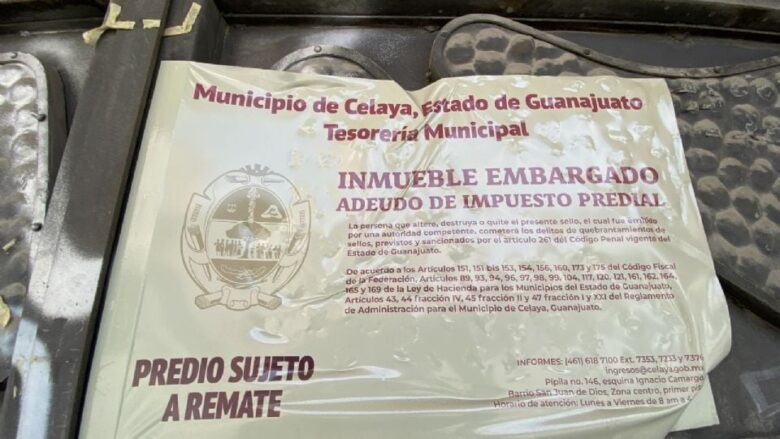 Municipio de Celaya, Estado de Guanajuato
Tesorería Municipal
INMUEBLE EMBARGADO
ADEUDO DE IMPUESTO PREDIAL
La persona que altere, destruya o quite el presente sello, el cual fue emitido
por una autoridad competente, cometerá los delitos de quebrantamientos de
sellos, previstos y sancionados por el artículo 261 del Código Penal vigente del
Estado de Guanajuato.
De acuerdo a los Artículos 151, 151 bis 153, 154, 156, 160, 173 y 175 del Código Fiscal
de la Federación, Artículos 89, 93, 94, 96, 97, 98, 99, 104, 117, 120, 121, 161, 162, 164,
165 y 169 de la Ley de Hacienda para los Municipios del Estado de Guanajuato,
Artículos 43, 44 fracción IV, 45 fracción II y 47 fracción I y XXI del Reglamento
de Administración para el Municipio de Celaya, Guanajuato.
PREDIO SUJETO
A REMATE
INFORMES: (461) 618 7100 Ext. 7353, 7213 y 7376
ingresos@celaya.gob.m
Pípila no. 146, esquina Ignacio Camargo
Barrio San Juan de Dios, Zona centro, primer
Horario de atención: Lunes a Viernes de 8 am a